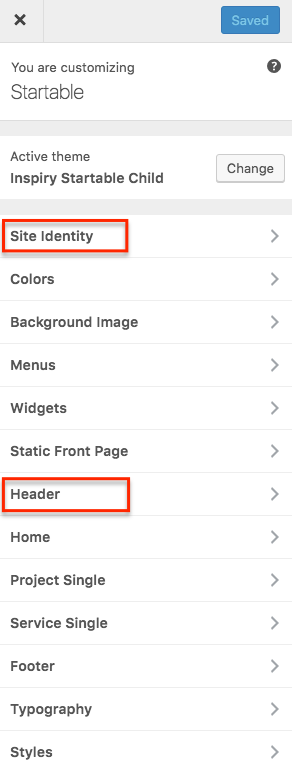 Saved
You are customizing
Startable
Active theme
Inspiry Startable Child
Change
Site Identity
Colors
Background Image
Menus
Widgets
Static Front Page
Header
Home
Project Single
Service Single
Footer
Typography
Styles